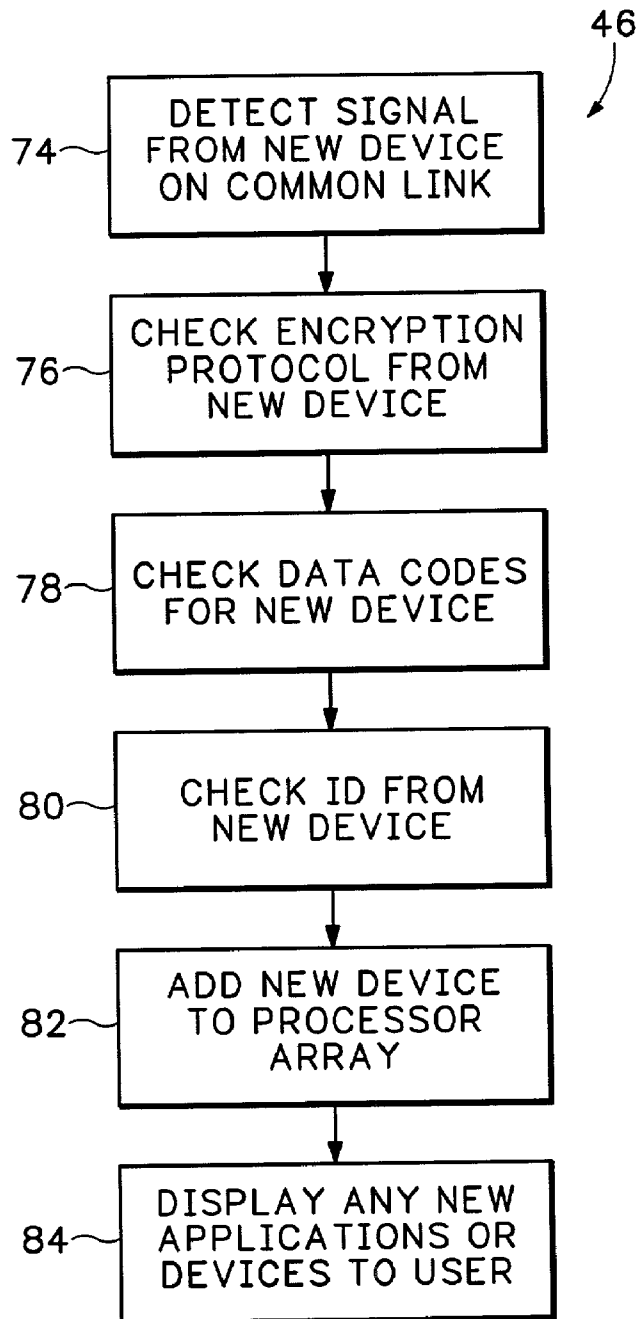 46
74
DETECT SIGNAL
FROM NEW DEVICE
ON COMMON LINK
76
CHECK ENCRYPTION
PROTOCOL FROM
NEW DEVICE
78
CHECK DATA CODES
FOR NEW DEVICE
80
CHECK ID FROM
NEW DEVICE
82
ADD NEW DEVICE
TO PROCESSOR
ARRAY
84
DISPLAY ANY NEW
APPLICATIONS OR
DEVICES TO USER